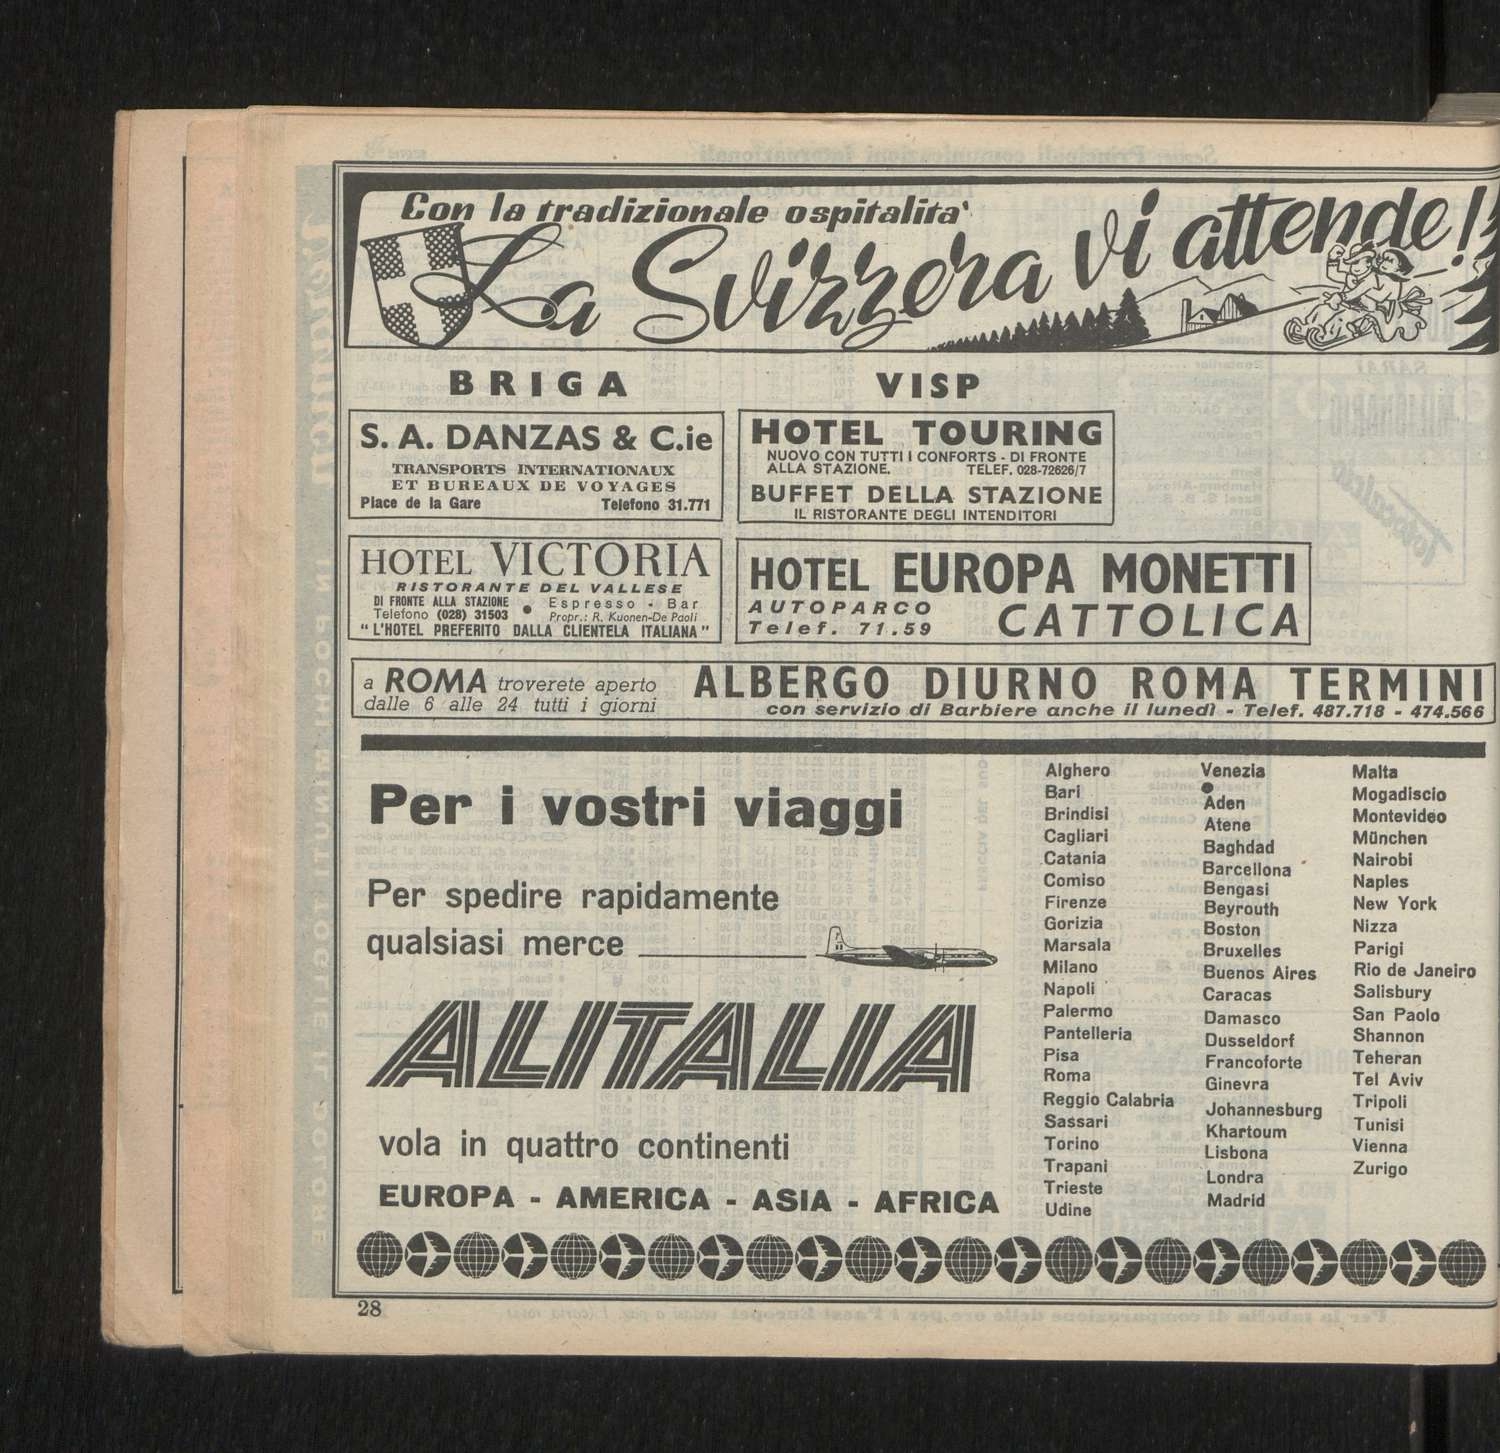 Con la tradizionale ospitalita'
La Svizzera vi attende!
BRIGA
S. A. DANZAS & C.ie
TRANSPORTS INTERNATIONAUX
ET BUREAUX DE VOYAGES
Place de la Gare Telefono 31.771
HOTEL VICTORIA
RISTORANTE DEL VALLESE
DI FRONTE ALLA STAZIONE • Espresso - Bar
Telefono (028) 31503 Propr.: R. Kuonen-De Paoli
"L'HOTEL PREFERITO DALLA CLIENTELA ITALIANA"
VISP
HOTEL TOURING
NUOVO CON TUTTI I CONFORTS - DI FRONTE
ALLA STAZIONE. TELEF. 028-72626/7
BUFFET DELLA STAZIONE
IL RISTORANTE DEGLI INTENDITORI
HOTEL EUROPA MONETTI
AUTOPARCO
Telef. 71.59
CATTOLICA
a ROMA troverete aperto
dalle 6 alle 24 tutti i giorni
ALBERGO DIURNO ROMA TERMINI
con servizio di Barbiere anche il lunedì - Telef. 487.718 - 474.566
Per i vostri viaggi
Per spedire rapidamente
qualsiasi merce
ALITALIA
vola in quattro continenti
EUROPA - AMERICA - ASIA - AFRICA
Alghero
Bari
Brindisi
Cagliari
Catania
Comiso
Firenze
Gorizia
Marsala
Milano
Napoli
Palermo
Pantelleria
Pisa
Roma
Reggio Calabria
Sassari
Torino
Trapani
Trieste
Udine
Venezia
•
Aden
Atene
Baghdad
Barcellona
Bengasi
Beyrouth
Boston
Bruxelles
Buenos Aires
Caracas
Damasco
Dusseldorf
Francoforte
Ginevra
Johannesburg
Khartoum
Lisbona
Londra
Madrid
Malta
Mogadiscio
Montevideo
München
Nairobi
Naples
New York
Nizza
Parigi
Rio de Janeiro
Salisbury
San Paolo
Shannon
Teheran
Tel Aviv
Tripoli
Tunisi
Vienna
Zurigo
28